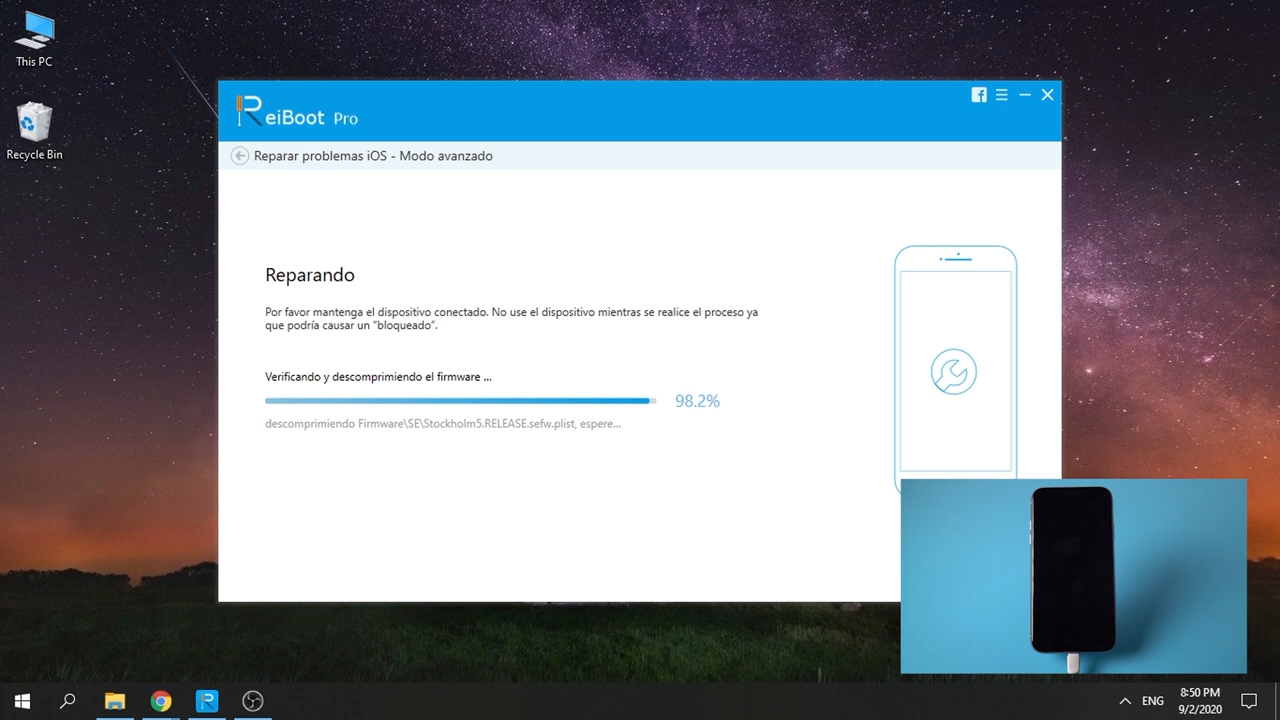 This PC
Recycle Bin
ReiBoot Pro
Reparar problemas iOS - Modo avanzado
Reparando
Por favor mantenga el dispositivo conectado. No use el dispositivo mientras se realice el proceso ya
que podría causar un "bloqueado".
Verificando y descomprimiendo el firmware ...
98.2%
descomprimiendo Firmware\SE\Stockholm5.RELEASE.sefw.plist, espere...
ENG
8:50 PM
9/2/2020